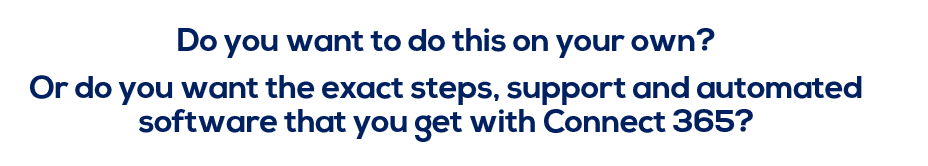 Do you want to do this on your own?
Or do you want the exact steps, support and automated
software that you get with Connect 365?